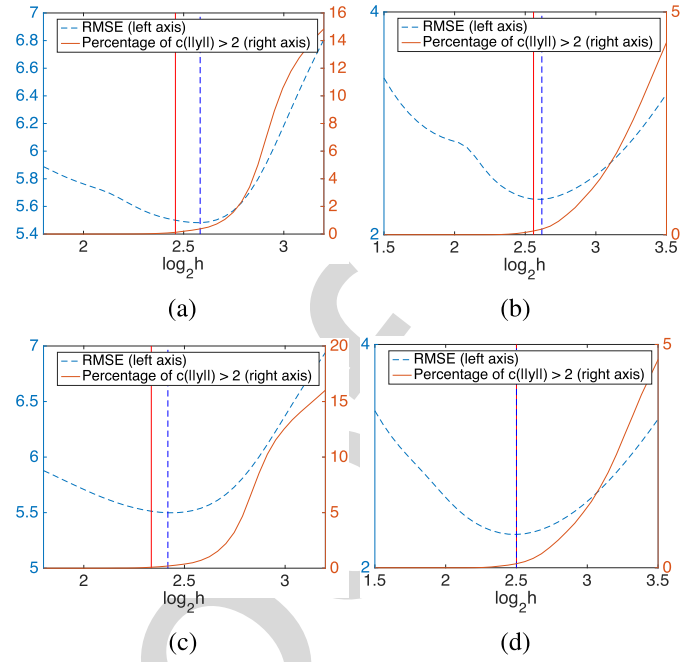 7
6.8
6.6
6.4
6.2
6
5.8
5.6
5.4
RMSE (left axis)
Percentage of c(||y||) > 2 (right axis)
16
14
12
10
8
6
4
2
0
2 2.5 3
log2h
(a)
4
2
RMSE (left axis)
Percentage of c(||y||) > 2 (right axis)
5
0
1.5 2 2.5 3 3.5
log2h
(b)
7
6.5
6
5.5
5
RMSE (left axis)
Percentage of c(||y||) > 2 (right axis)
20
15
10
5
0
2 2.5 3
log2h
(c)
4
2
RMSE (left axis)
Percentage of c(||y||) > 2 (right axis)
5
0
1.5 2 2.5 3 3.5
log2h
(d)